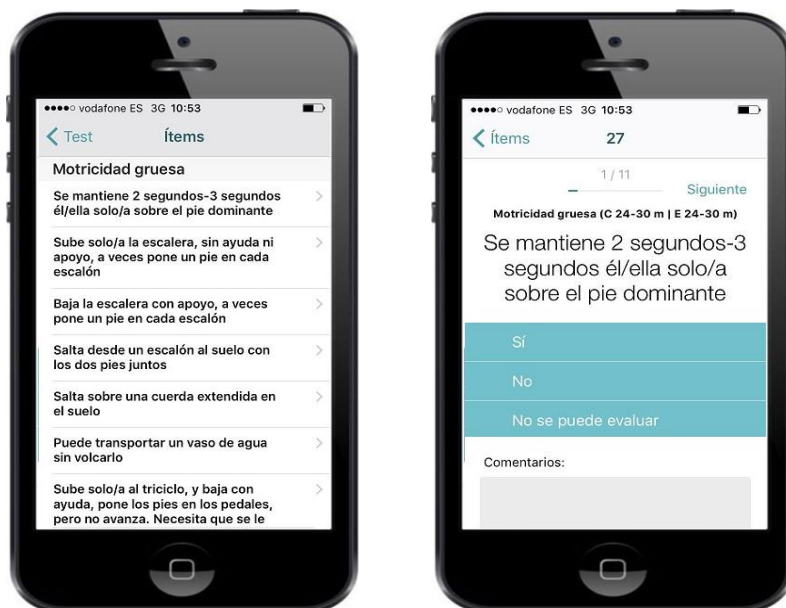 vodafone ES 3G 10:53
Test Ítems
Motricidad gruesa
Se mantiene 2 segundos-3 segundos
él/ella solo/a sobre el pie dominante
Sube solo/a la escalera, sin ayuda ni
apoyo, a veces pone un pie en cada
escalón
Baja la escalera con apoyo, a veces
pone un pie en cada escalón
Salta desde un escalón al suelo con
los dos pies juntos
Salta sobre una cuerda extendida en
el suelo
Puede transportar un vaso de agua
sin volcarlo
Sube solo/a al triciclo, y baja con
ayuda, pone los pies en los pedales,
pero no avanza. Necesita que se le
vodafone ES 3G 10:53
Ítems 27
1 / 11
Siguiente
Motricidad gruesa (C 24-30 m | E 24-30 m)
Se mantiene 2 segundos-3
segundos él/ella solo/a
sobre el pie dominante
Sí
No
No se puede evaluar
Comentarios: